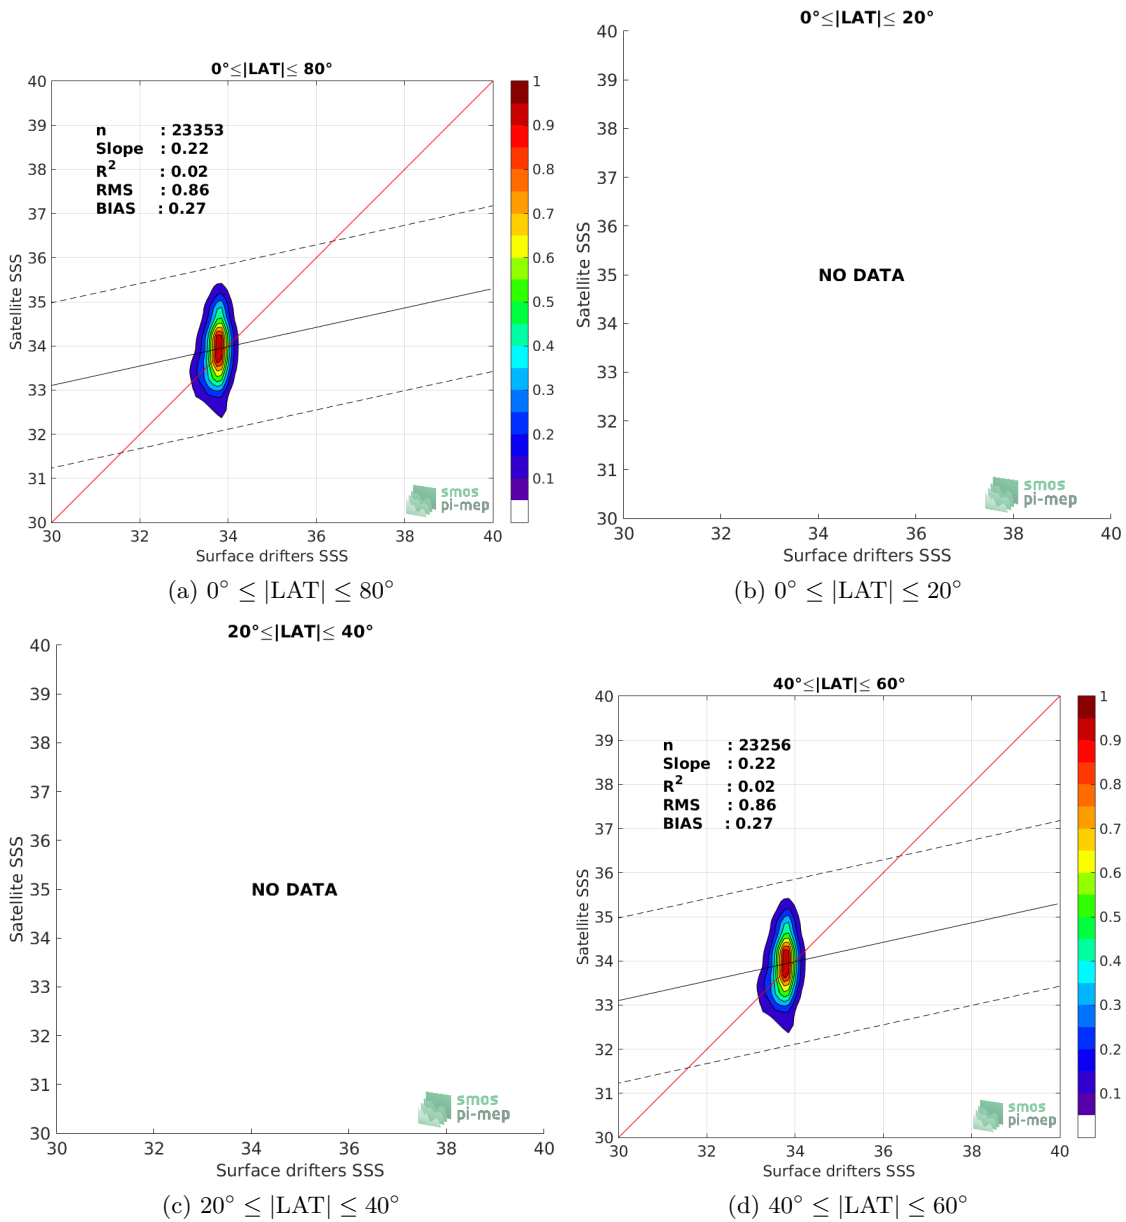 0°≤|LAT|≤ 80°
40
39
38
37
36
35
34
33
32
31
30
Satellite SSS
n : 23353
Slope : 0.22
R² : 0.02
RMS : 0.86
BIAS : 0.27
smos
pi-mep
30 32 34 36 38 40
Surface drifters SSS
1
0.9
0.8
0.7
0.6
0.5
0.4
0.3
0.2
0.1
(a) 0° ≤ |LAT| ≤ 80°
0°≤|LAT|≤ 20°
40
39
38
37
36
35
34
33
32
31
30
Satellite SSS
NO DATA
smos
pi-mep
30 32 34 36 38 40
Surface drifters SSS
(b) 0° ≤ |LAT| ≤ 20°
20°≤|LAT|≤ 40°
40
39
38
37
36
35
34
33
32
31
30
Satellite SSS
NO DATA
smos
pi-mep
30 32 34 36 38 40
Surface drifters SSS
(c) 20° ≤ |LAT| ≤ 40°
40°≤|LAT|≤ 60°
40
39
38
37
36
35
34
33
32
31
30
Satellite SSS
n : 23256
Slope : 0.22
R² : 0.02
RMS : 0.86
BIAS : 0.27
smos
pi-mep
30 32 34 36 38 40
Surface drifters SSS
1
0.9
0.8
0.7
0.6
0.5
0.4
0.3
0.2
0.1
(d) 40° ≤ |LAT| ≤ 60°